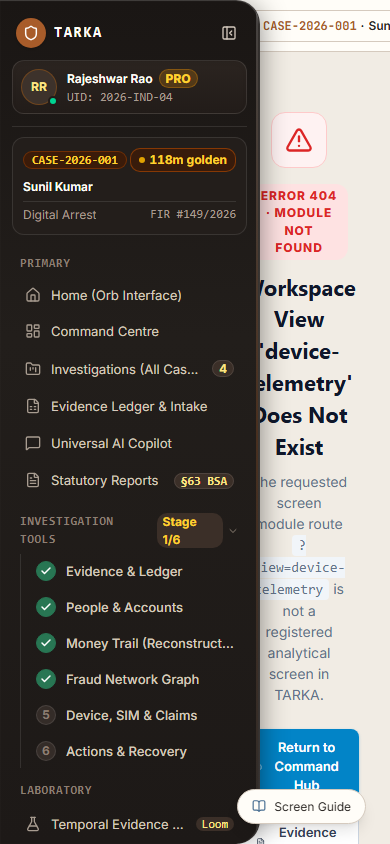 TARKA
CASE-2026-001 · Sun
RR
Rajeshwar Rao PRO
UID: 2026-IND-04
CASE-2026-001 118m golden
Sunil Kumar
Digital Arrest FIR #149/2026
PRIMARY
Home (Orb Interface)
Command Centre
Investigations (All Cas... 4
Evidence Ledger & Intake
Universal AI Copilot
Statutory Reports §63 BSA
INVESTIGATION
TOOLS
Stage
1/6
Evidence & Ledger
People & Accounts
Money Trail (Reconstruct...
Fraud Network Graph
5 Device, SIM & Claims
6 Actions & Recovery
LABORATORY
Temporal Evidence ... Loom
ERROR 404
· MODULE
NOT
FOUND
Workspace
View
'device-
telemetry'
Does Not
Exist
The requested
screen
module route
?
view=device-
telemetry is
not a
registered
analytical
screen in
TARKA.
Return to
Command
Hub
Screen Guide
Evidence